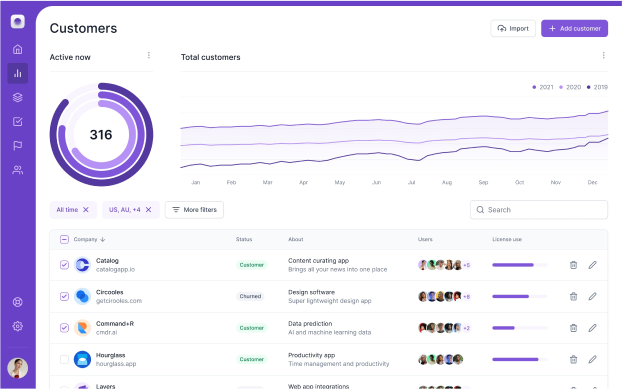 Customers
Import
Add customer
Active now
Total customers
2021
2020
2019
316
Jan Feb Mar Apr May Jun Jul Aug Sep Oct Nov Dec
All time
US, AU, +4
More filters
Search
Company Status About Users License use
Catalog
catalogapp.io
Customer
Content curating app
Brings all your news into one place
+5
Circooles
getcirooles.com
Churned
Design software
Super lightweight design app
+8
Command+R
cmdr.ai
Customer
Data prediction
AI and machine learning data
+2
Hourglass
hourglass.app
Customer
Productivity app
Time management and productivity
Layers
Web app integrations